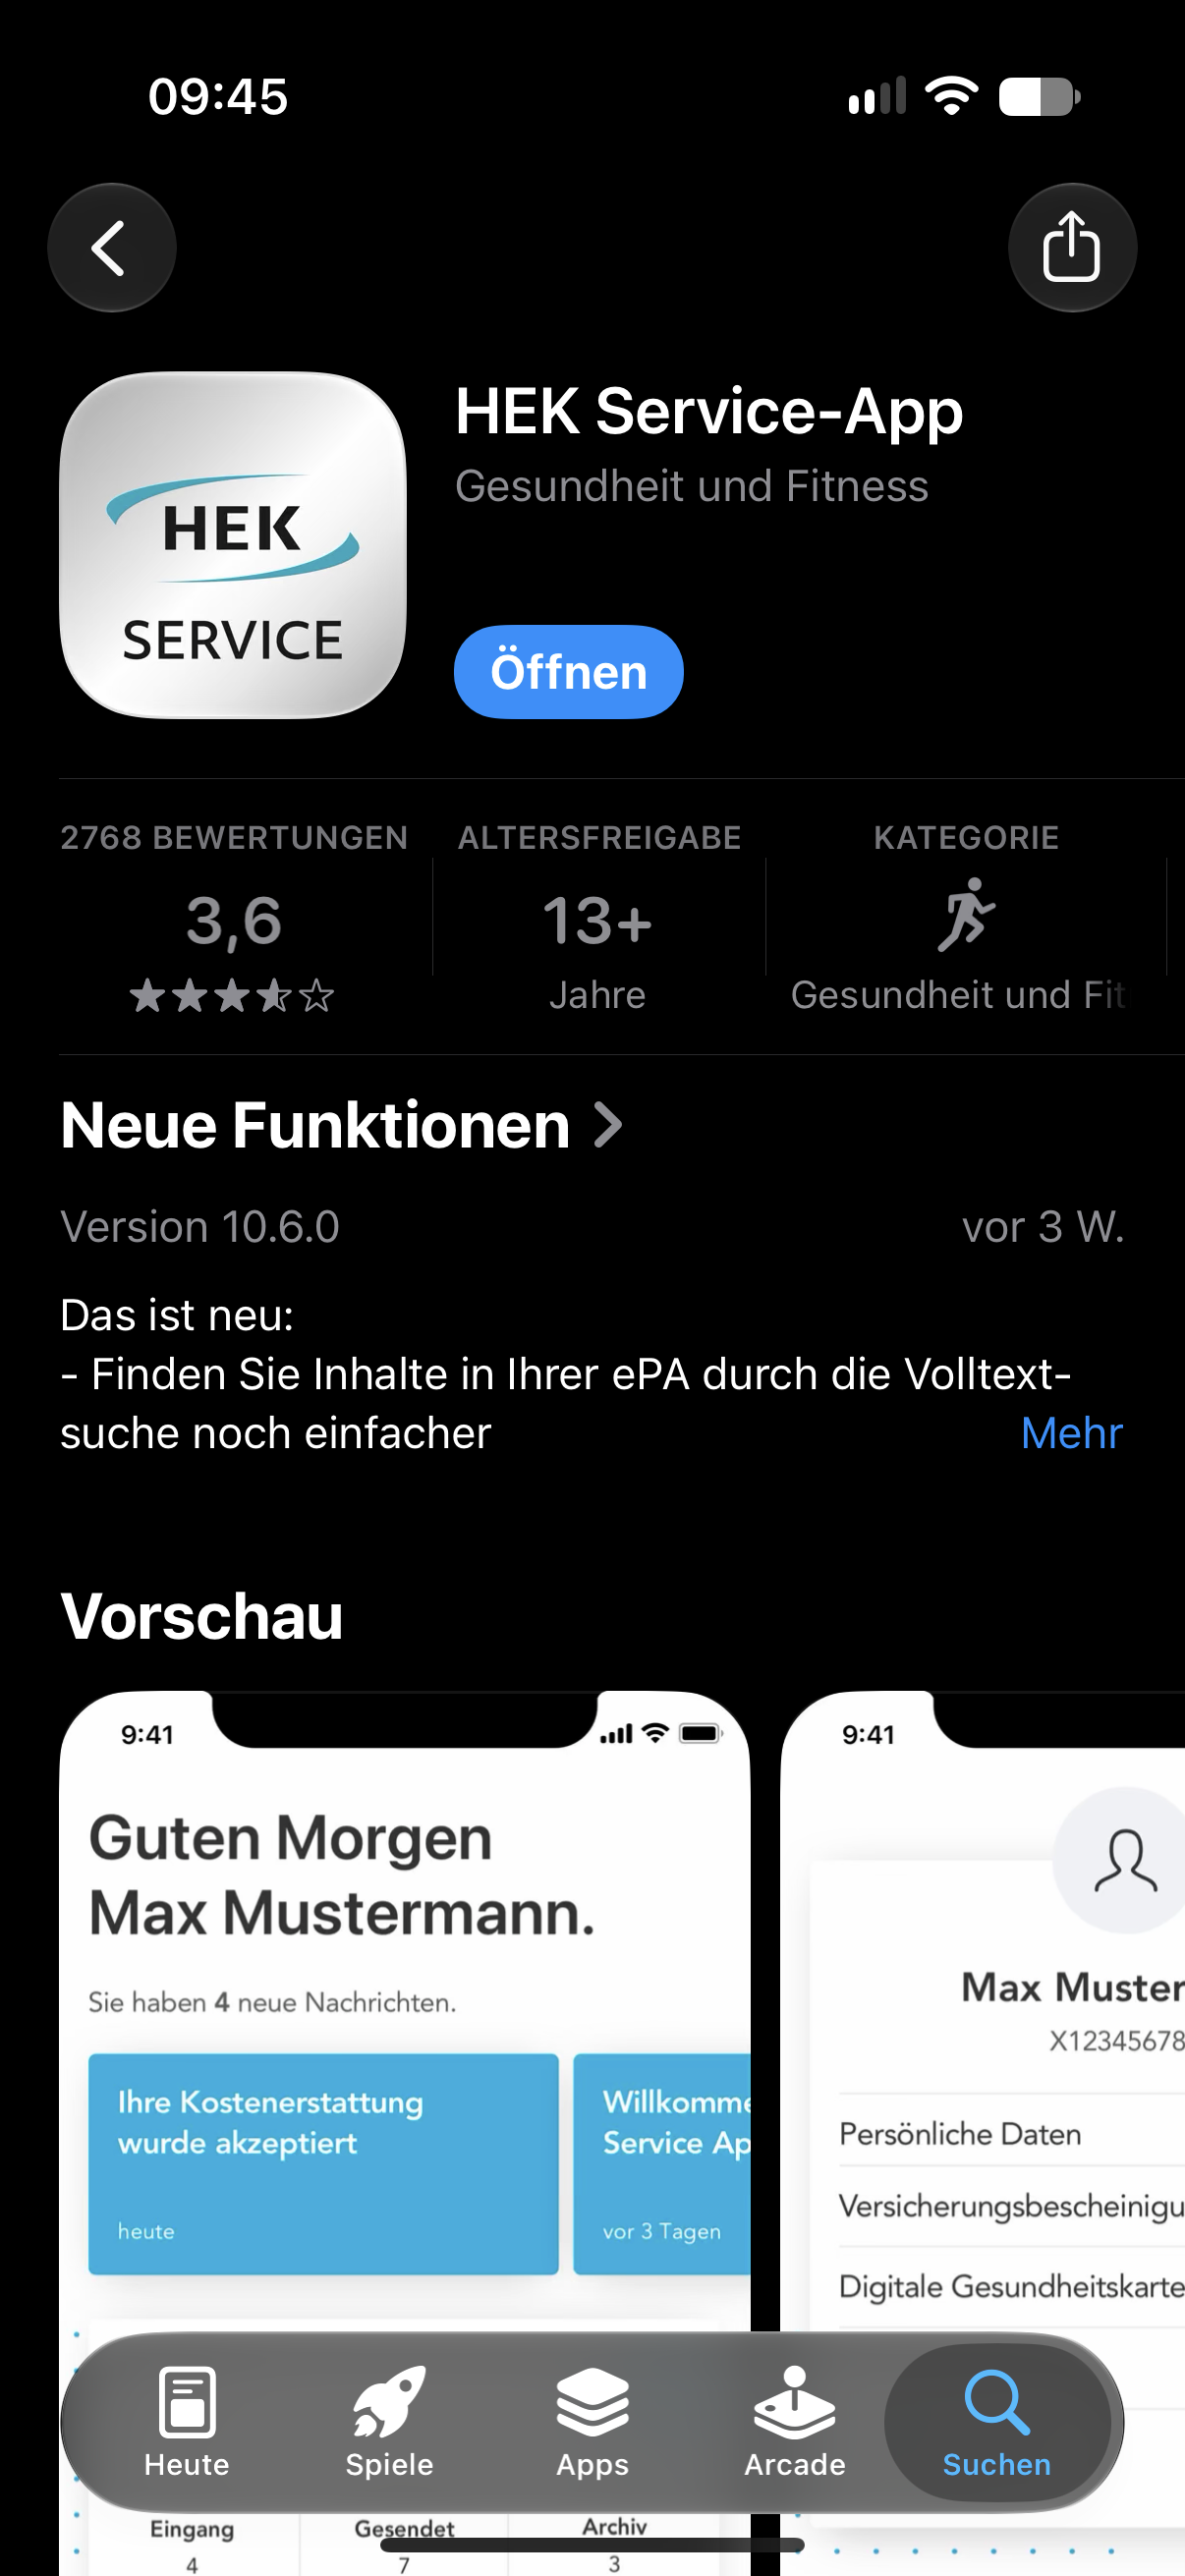 09:45
HEK
SERVICE
HEK Service-App
Gesundheit und Fitness
Öffnen
2768 BEWERTUNGEN
3,6
ALTERSFREIGABE
13+
Jahre
KATEGORIE
Gesundheit und Fit
Neue Funktionen
Version 10.6.0
vor 3 W.
Das ist neu:
- Finden Sie Inhalte in Ihrer ePA durch die Volltext-
suche noch einfacher
Mehr
Vorschau
9:41
Guten Morgen
Max Mustermann.
Sie haben 4 neue Nachrichten.
Ihre Kostenerstattung
wurde akzeptiert
heute
Willkomme
Service Ap
vor 3 Tagen
9:41
Max Muster
X12345678
Persönliche Daten
Versicherungsbescheinigu
Digitale Gesundheitskarte
Heute
Spiele
Apps
Arcade
Suchen
Eingang
4
Gesendet
7
Archiv
3